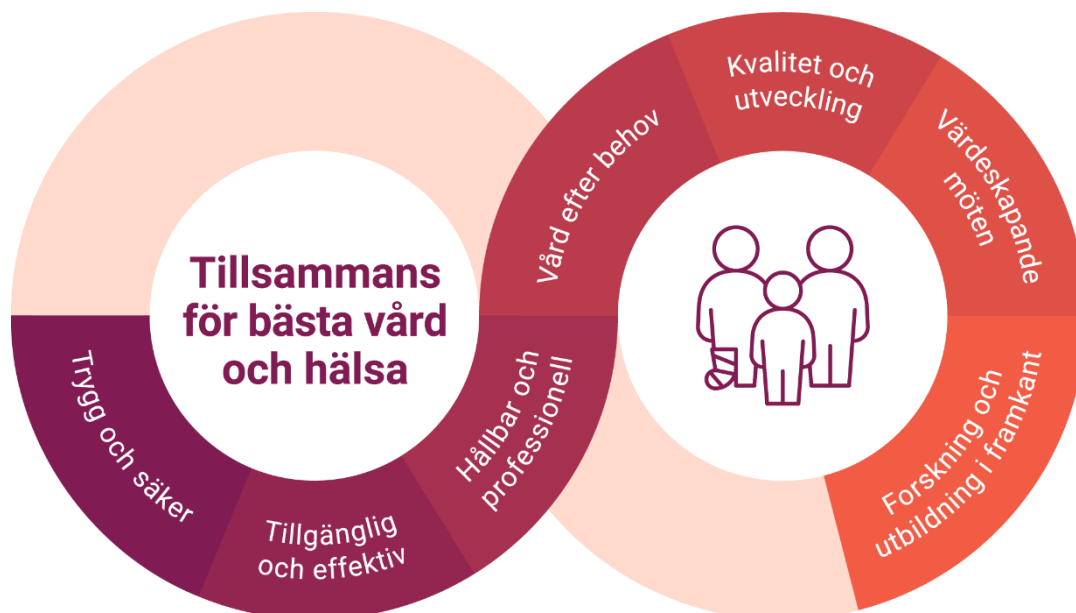 Tillsammans
för bästa vård
och hälsa
Trygg och säker
Tillgänglig
och effektiv
Hållbar och
professionell
Vård efter behov
Kvalitet och
utveckling
Värdeskapande
möten
Forskning och
utbildning i framkant